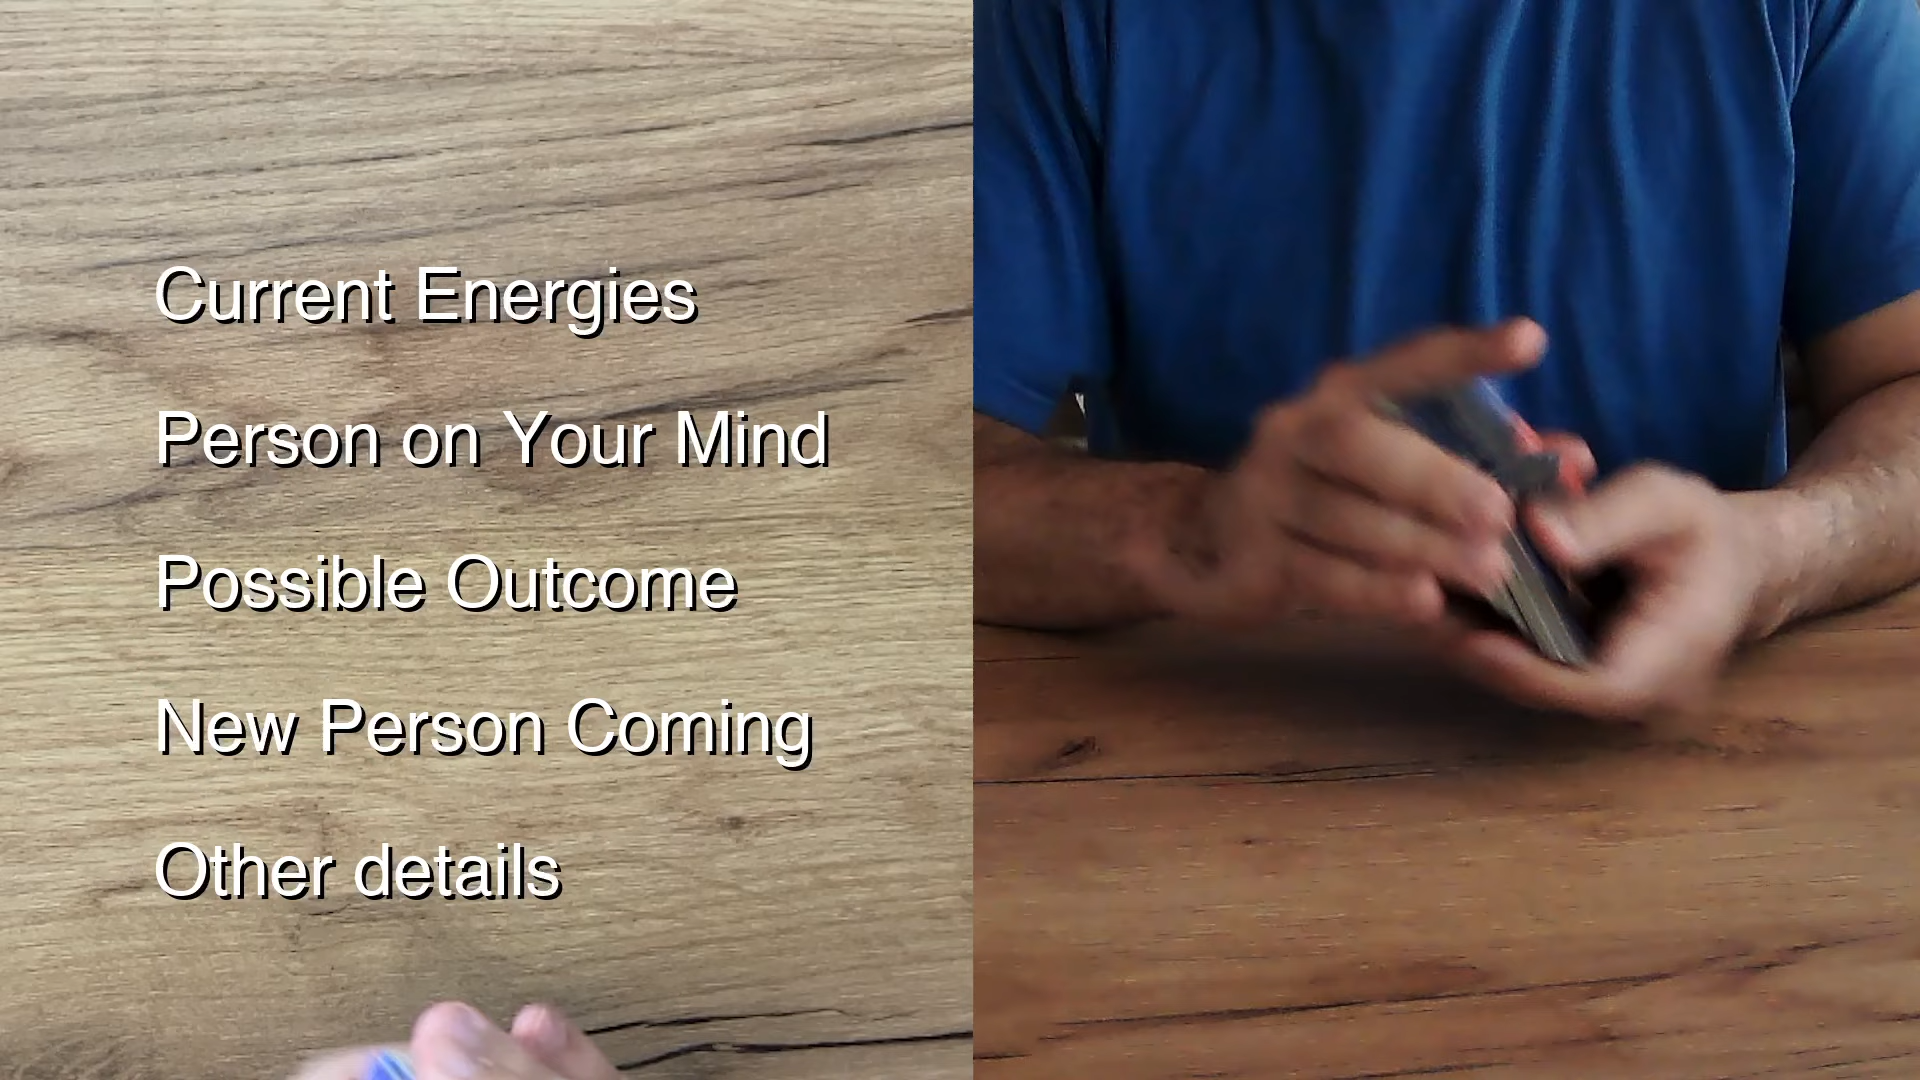 Current Energies
Person on Your Mind
Possible Outcome
New Person Coming
Other details